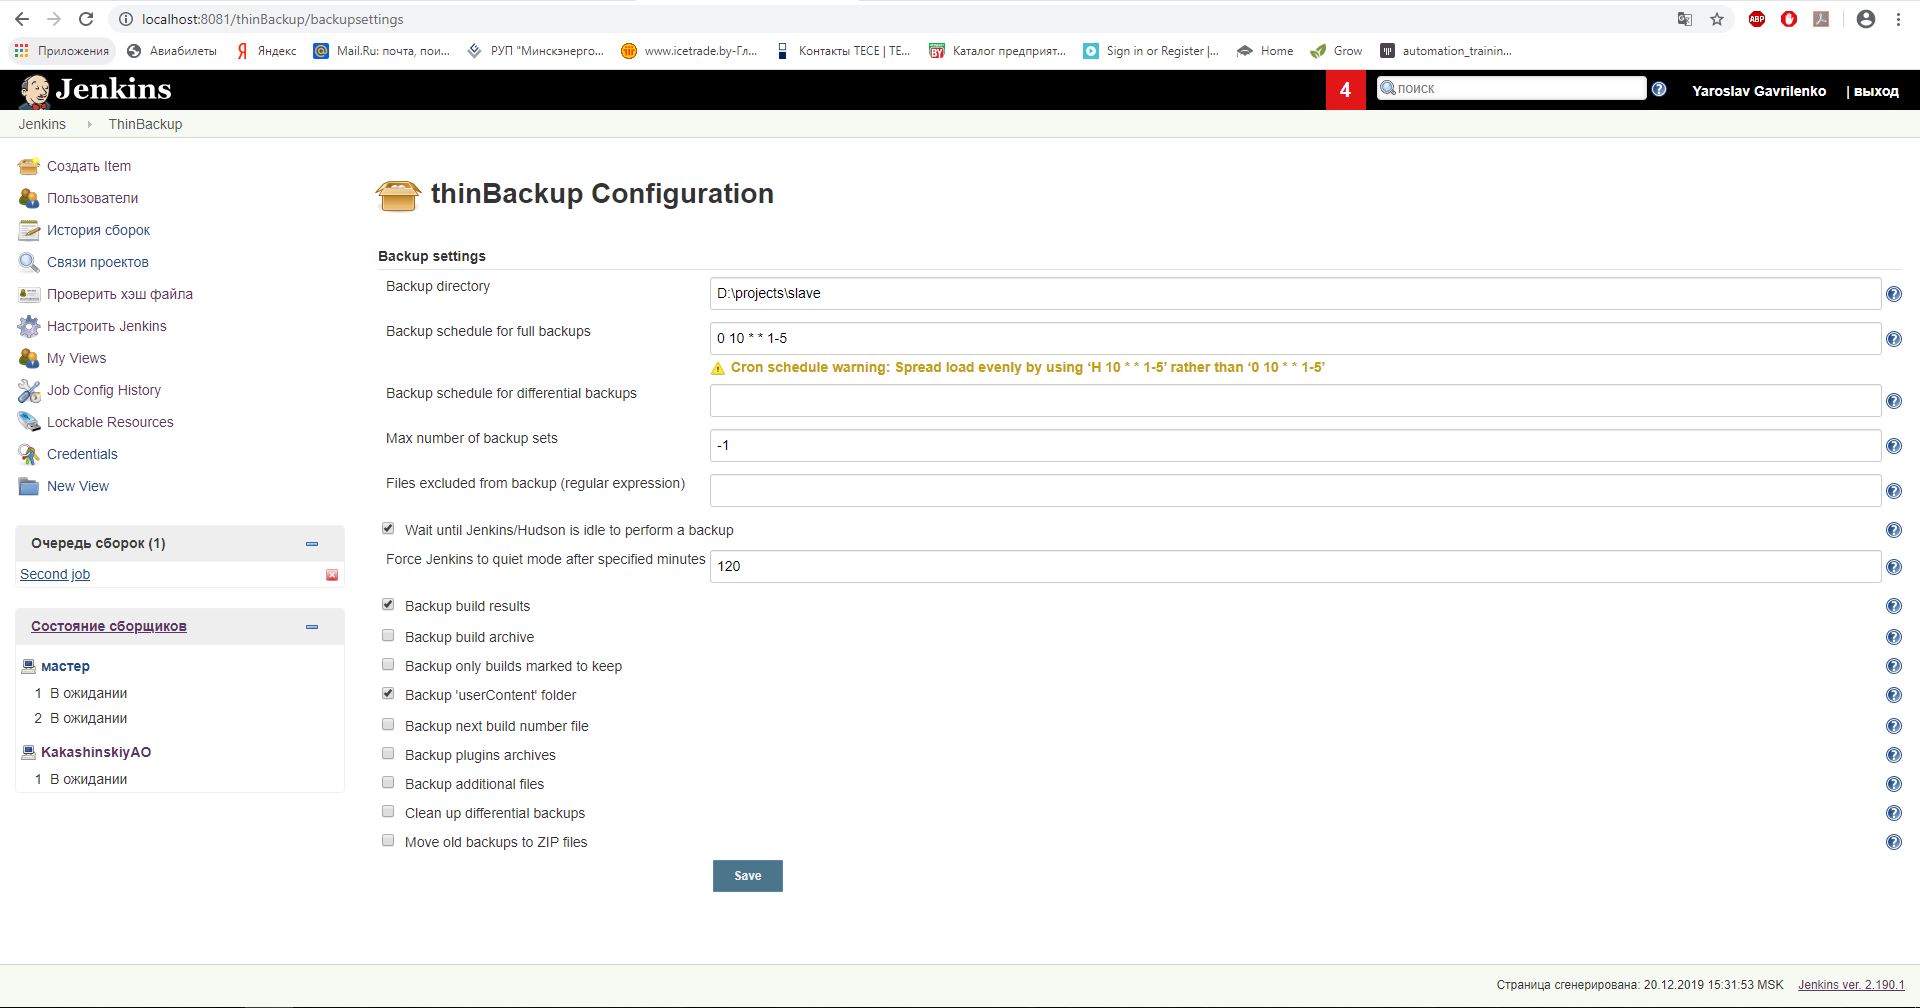 localhost:8081/thinBackup/backupsettings
Приложения Авиабилеты Яндекс Mail.Ru: почта, пои... РУП "Минскэнерго... www.icetrade.by-Гл... Контакты ТЕСЕ | ТЕ... Каталог предприят... Sign in or Register |... Home Grow automation_trainin...
Jenkins 4 поиск Yaroslav Gavrilenko | выход
Jenkins ThinBackup
Создать Item
Пользователи
История сборок
Связи проектов
Проверить хэш файла
Настроить Jenkins
My Views
Job Config History
Lockable Resources
Credentials
New View
Очередь сборок (1)
Second job
Состояние сборщиков
мастер
1 В ожидании
2 В ожидании
KakashinskiyAO
1 В ожидании
thinBackup Configuration
Backup settings
Backup directory D:\projects\slave
Backup schedule for full backups 0 10 * * 1-5
Cron schedule warning: Spread load evenly by using ‘H 10 * * 1-5’ rather than ‘0 10 * * 1-5’
Backup schedule for differential backups
Max number of backup sets -1
Files excluded from backup (regular expression)
Wait until Jenkins/Hudson is idle to perform a backup
Force Jenkins to quiet mode after specified minutes 120
Backup build results
Backup build archive
Backup only builds marked to keep
Backup 'userContent' folder
Backup next build number file
Backup plugins archives
Backup additional files
Clean up differential backups
Move old backups to ZIP files
Save
Страница сгенерирована: 20.12.2019 15:31:53 MSK Jenkins ver. 2.190.1